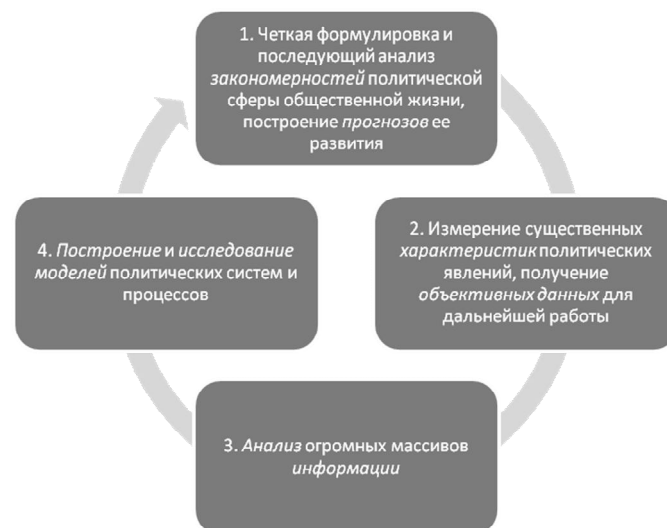 1. Четкая формулировка и
последующий анализ
закономерностей политической
сферы общественной жизни,
построение прогнозов ее
развития
2. Измерение существенных
характеристик политических
явлений, получение
объективных данных для
дальнейшей работы
3. Анализ огромных массивов
информации
4. Построение и исследование
моделей политических систем и
процессов